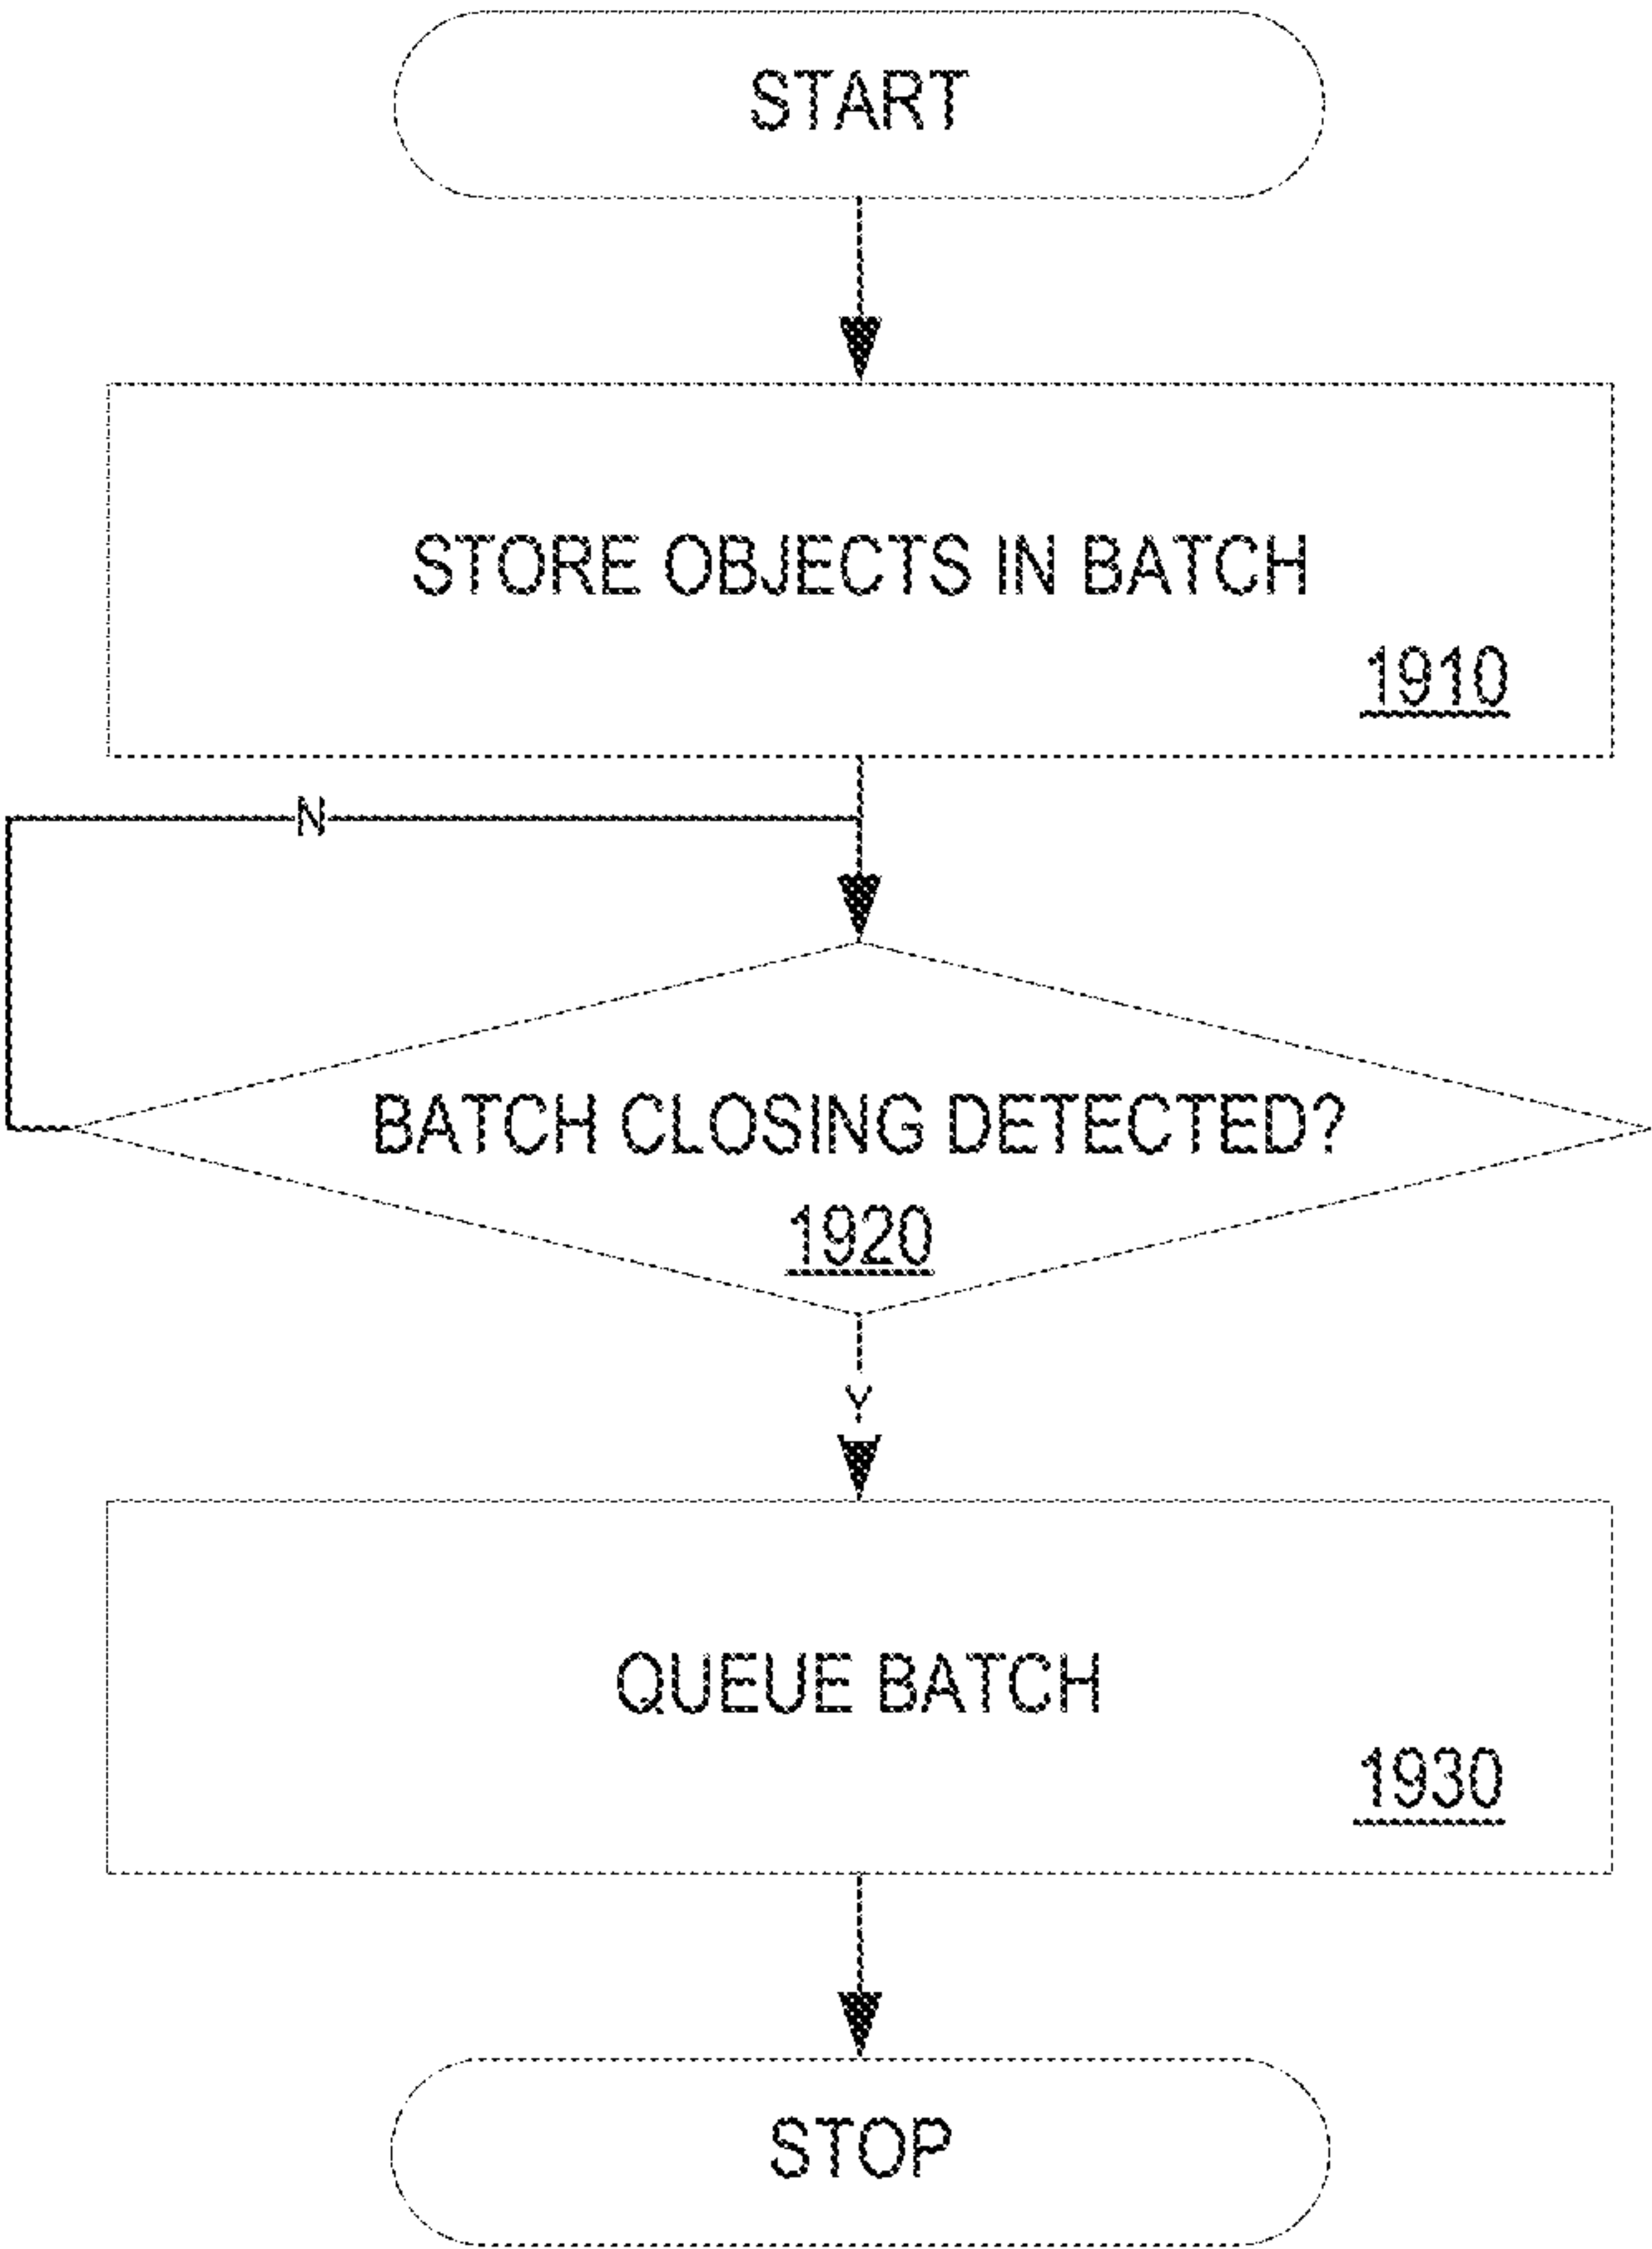 START
STORE OBJECTS IN BATCH
1910
N
BATCH CLOSING DETECTED?
1920
Y
QUEUE BATCH
1930
STOP